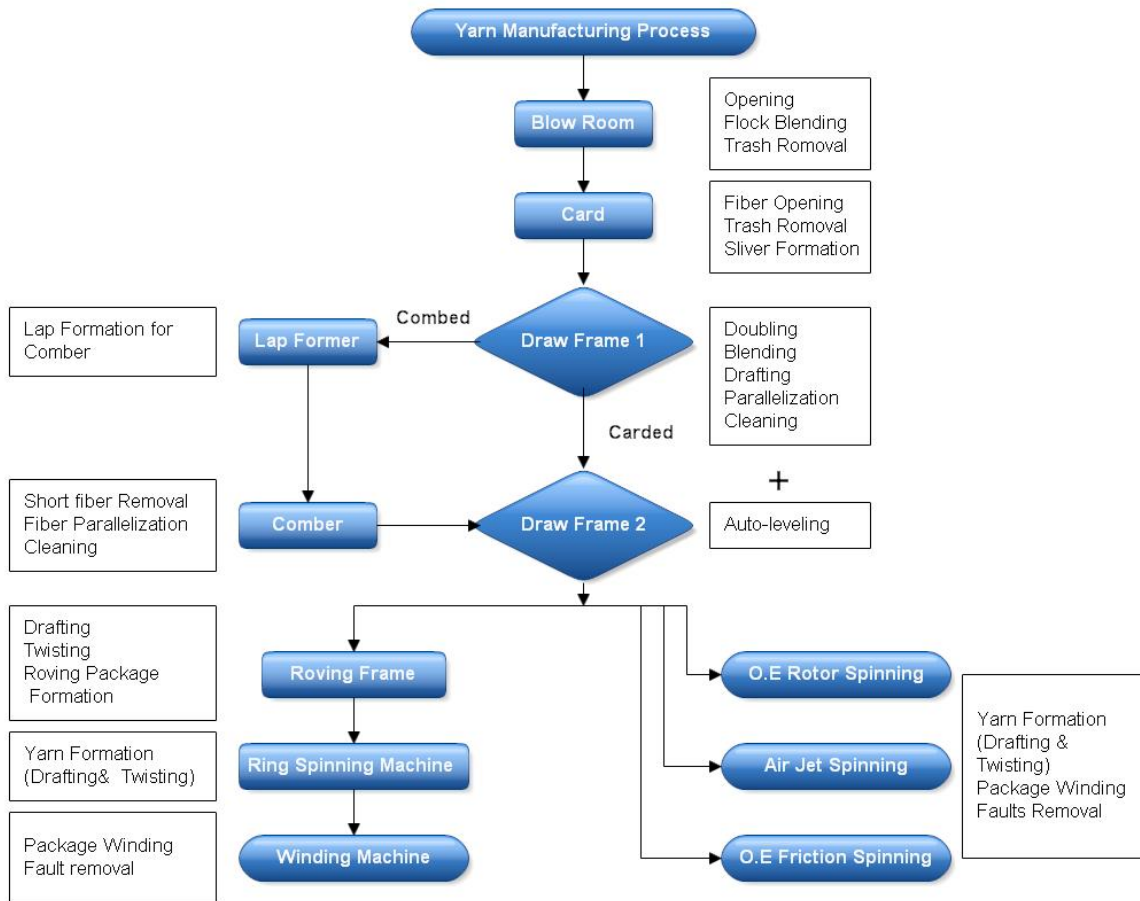 Yarn Manufacturing Process
Blow Room
Opening
Flock Blending
Trash Romoval
Card
Fiber Opening
Trash Romoval
Sliver Formation
Lap Formation for
Comber
Lap Former
Combed
Draw Frame 1
Doubling
Blending
Drafting
Parallelization
Cleaning
Carded
+
Short fiber Removal
Fiber Parallelization
Cleaning
Comber
Draw Frame 2
Auto-leveling
Drafting
Twisting
Roving Package
Formation
Roving Frame
O.E Rotor Spinning
Yarn Formation
(Drafting& Twisting)
Ring Spinning Machine
Air Jet Spinning
Yarn Formation
(Drafting &
Twisting)
Package Winding
Faults Removal
Package Winding
Fault removal
Winding Machine
O.E Friction Spinning